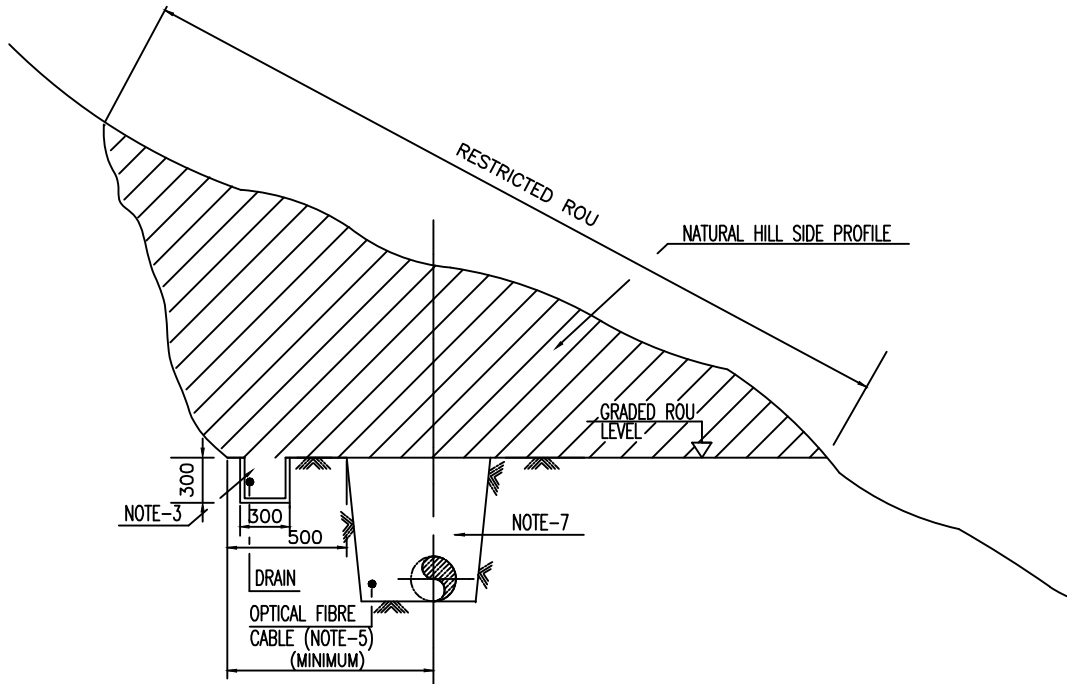 RESTRICTED ROU
NATURAL HILL SIDE PROFILE
GRADED ROU
LEVEL
300
NOTE-3
300
NOTE-7
500
DRAIN
OPTICAL FIBRE
CABLE (NOTE-5)
(MINIMUM)